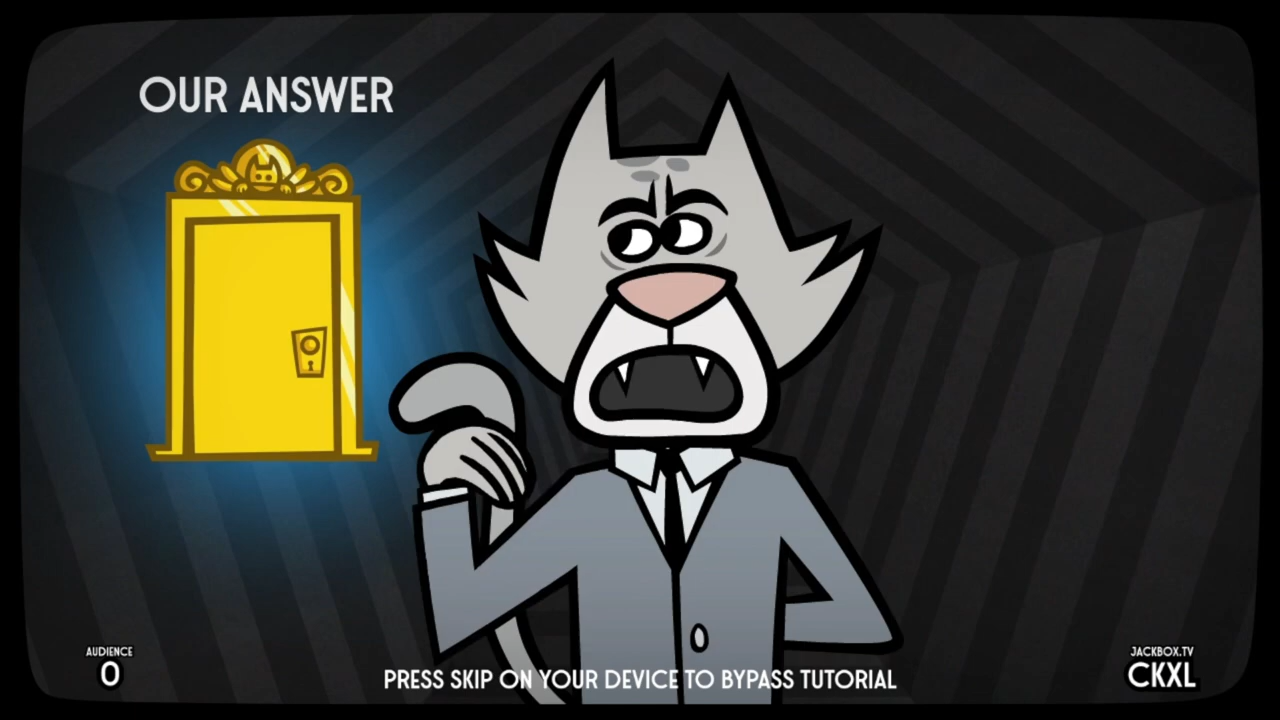 OUR ANSWER
AUDIENCE
0
PRESS SKIP ON YOUR DEVICE TO BYPASS TUTORIAL
JACKBOX.TV
CKXL